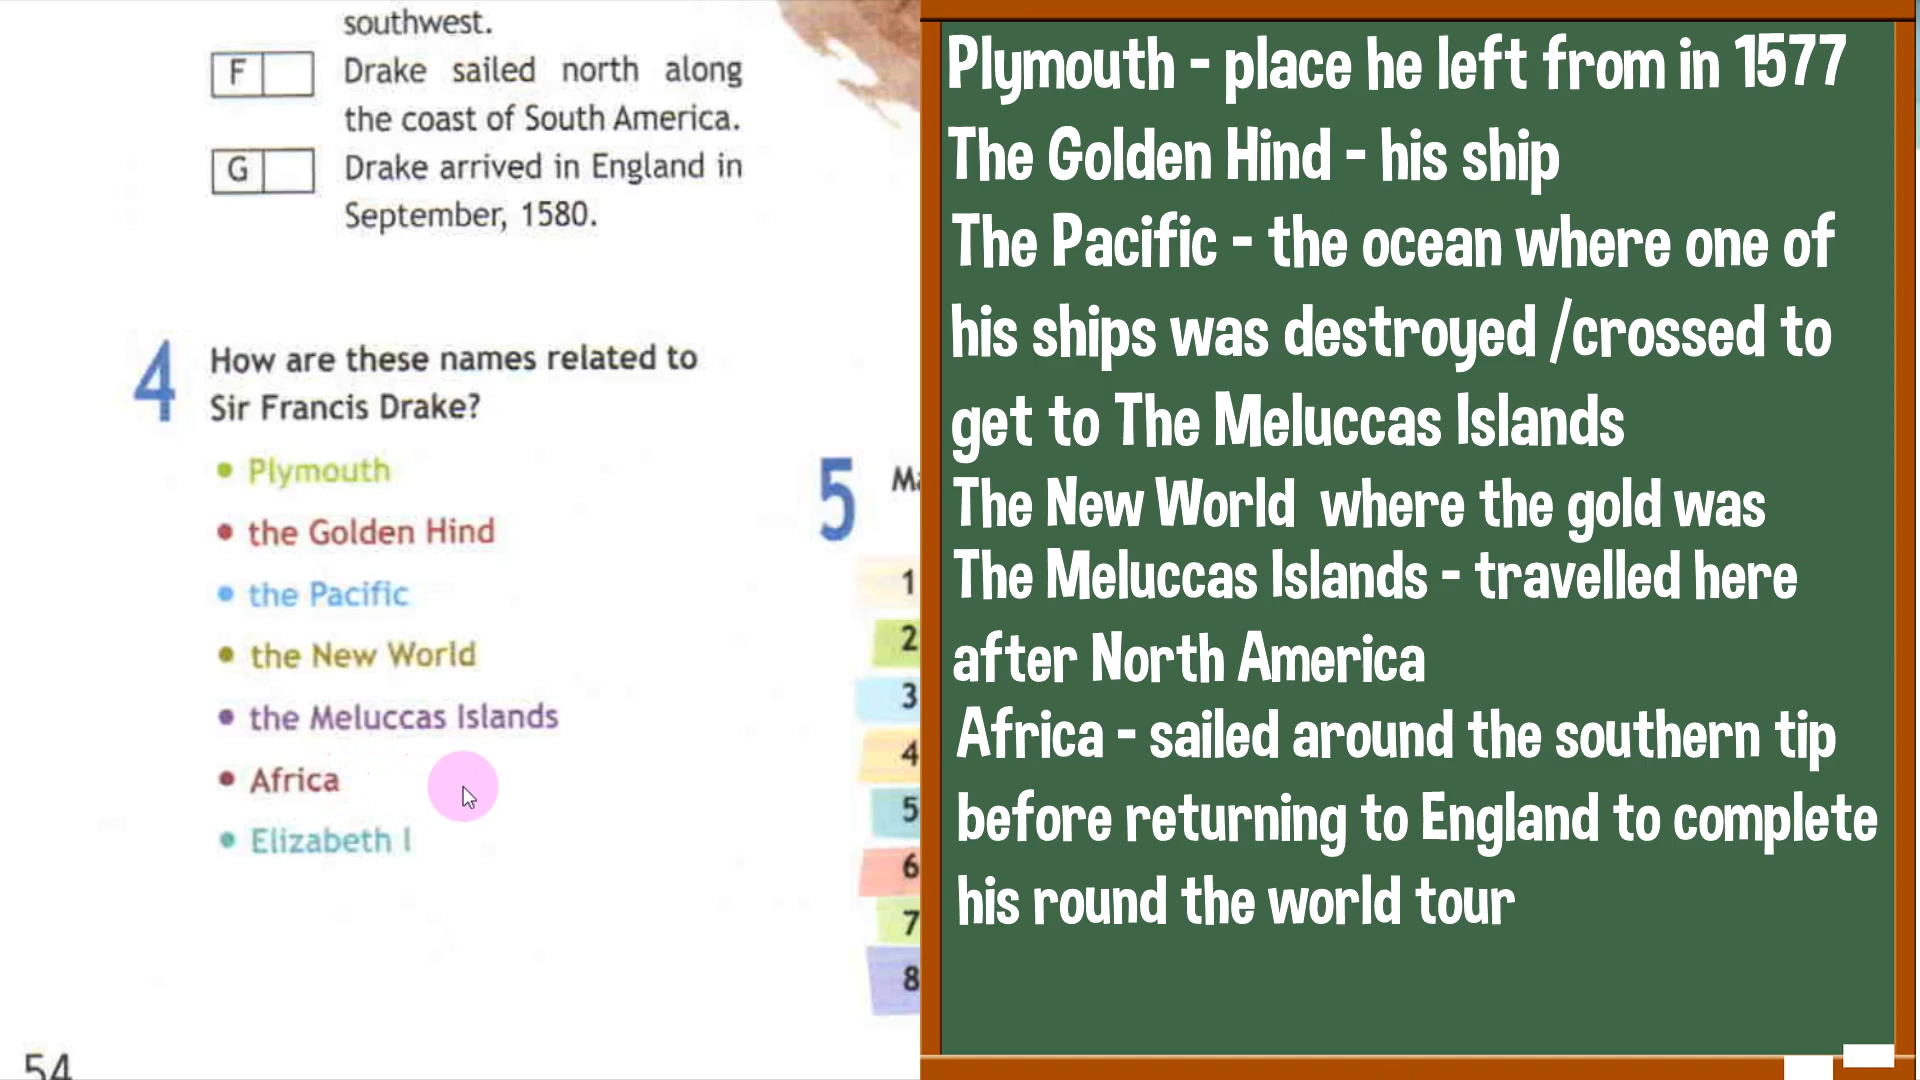 southwest.
F Drake sailed north along
the coast of South America.
G Drake arrived in England in
September, 1580.
4 How are these names related to
Sir Francis Drake?
• Plymouth
• the Golden Hind
• the Pacific
• the New World
• the Meluccas Islands
• Africa
• Elizabeth I
54
5
1
2
3
4
5
6
7
8
Plymouth - place he left from in 1577
The Golden Hind - his ship
The Pacific - the ocean where one of
his ships was destroyed /crossed to
get to The Meluccas Islands
The New World where the gold was
The Meluccas Islands - travelled here
after North America
Africa - sailed around the southern tip
before returning to England to complete
his round the world tour